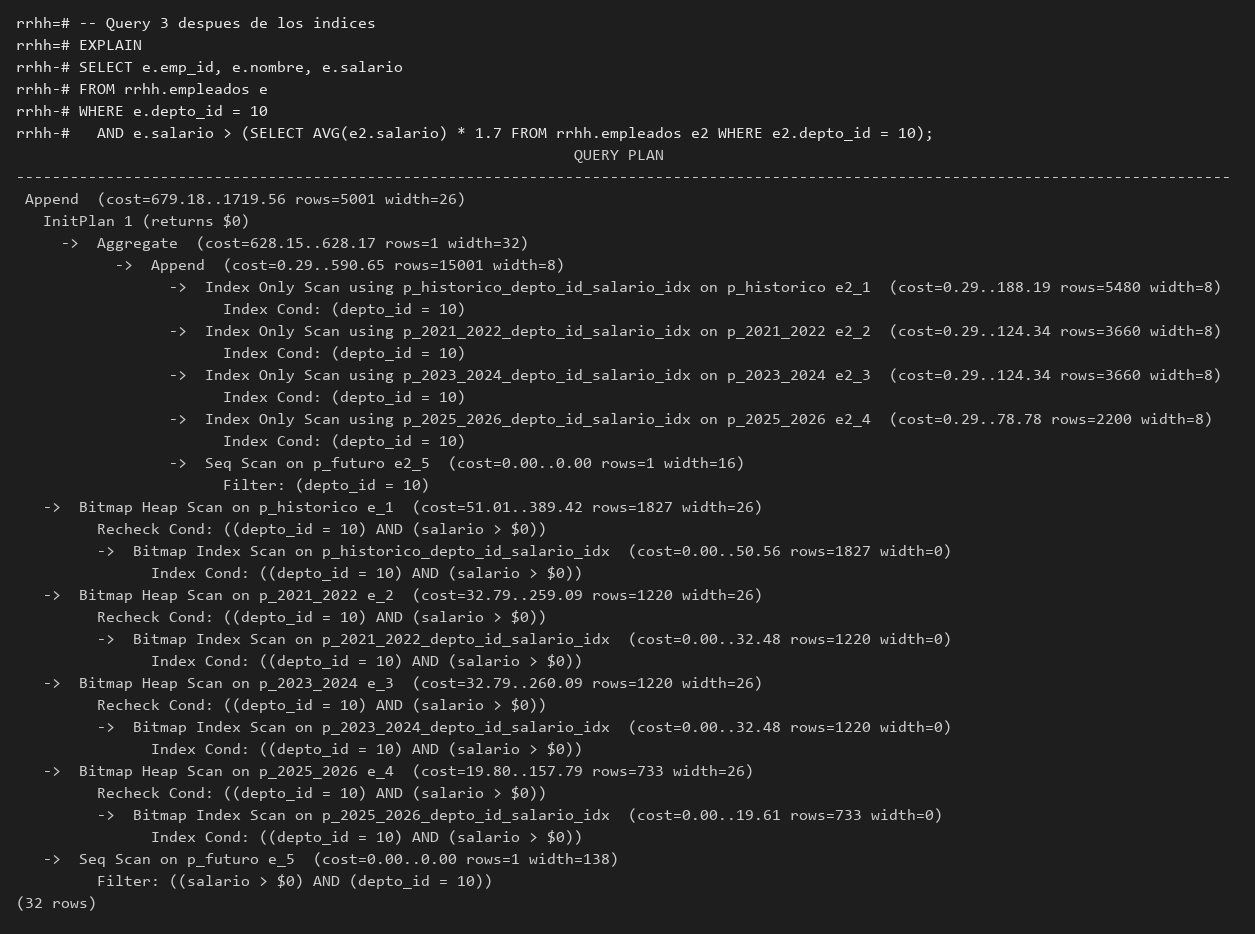 rrhh=# -- Query 3 despues de los indices
rrhh=# EXPLAIN
rrhh-# SELECT e.emp_id, e.nombre, e.salario
rrhh-# FROM rrhh.empleados e
rrhh-# WHERE e.depto_id = 10
rrhh-#   AND e.salario > (SELECT AVG(e2.salario) * 1.7 FROM rrhh.empleados e2 WHERE e2.depto_id = 10);
                                                              QUERY PLAN
---------------------------------------------------------------------------------------------------------------------------------------
 Append  (cost=679.18..1719.56 rows=5001 width=26)
   InitPlan 1 (returns $0)
     ->  Aggregate  (cost=628.15..628.17 rows=1 width=32)
           ->  Append  (cost=0.29..590.65 rows=15001 width=8)
                 ->  Index Only Scan using p_historico_depto_id_salario_idx on p_historico e2_1  (cost=0.29..188.19 rows=5480 width=8)
                       Index Cond: (depto_id = 10)
                 ->  Index Only Scan using p_2021_2022_depto_id_salario_idx on p_2021_2022 e2_2  (cost=0.29..124.34 rows=3660 width=8)
                       Index Cond: (depto_id = 10)
                 ->  Index Only Scan using p_2023_2024_depto_id_salario_idx on p_2023_2024 e2_3  (cost=0.29..124.34 rows=3660 width=8)
                       Index Cond: (depto_id = 10)
                 ->  Index Only Scan using p_2025_2026_depto_id_salario_idx on p_2025_2026 e2_4  (cost=0.29..78.78 rows=2200 width=8)
                       Index Cond: (depto_id = 10)
                 ->  Seq Scan on p_futuro e2_5  (cost=0.00..0.00 rows=1 width=16)
                       Filter: (depto_id = 10)
   ->  Bitmap Heap Scan on p_historico e_1  (cost=51.01..389.42 rows=1827 width=26)
         Recheck Cond: ((depto_id = 10) AND (salario > $0))
         ->  Bitmap Index Scan on p_historico_depto_id_salario_idx  (cost=0.00..50.56 rows=1827 width=0)
               Index Cond: ((depto_id = 10) AND (salario > $0))
   ->  Bitmap Heap Scan on p_2021_2022 e_2  (cost=32.79..259.09 rows=1220 width=26)
         Recheck Cond: ((depto_id = 10) AND (salario > $0))
         ->  Bitmap Index Scan on p_2021_2022_depto_id_salario_idx  (cost=0.00..32.48 rows=1220 width=0)
               Index Cond: ((depto_id = 10) AND (salario > $0))
   ->  Bitmap Heap Scan on p_2023_2024 e_3  (cost=32.79..260.09 rows=1220 width=26)
         Recheck Cond: ((depto_id = 10) AND (salario > $0))
         ->  Bitmap Index Scan on p_2023_2024_depto_id_salario_idx  (cost=0.00..32.48 rows=1220 width=0)
               Index Cond: ((depto_id = 10) AND (salario > $0))
   ->  Bitmap Heap Scan on p_2025_2026 e_4  (cost=19.80..157.79 rows=733 width=26)
         Recheck Cond: ((depto_id = 10) AND (salario > $0))
         ->  Bitmap Index Scan on p_2025_2026_depto_id_salario_idx  (cost=0.00..19.61 rows=733 width=0)
               Index Cond: ((depto_id = 10) AND (salario > $0))
   ->  Seq Scan on p_futuro e_5  (cost=0.00..0.00 rows=1 width=138)
         Filter: ((salario > $0) AND (depto_id = 10))
(32 rows)